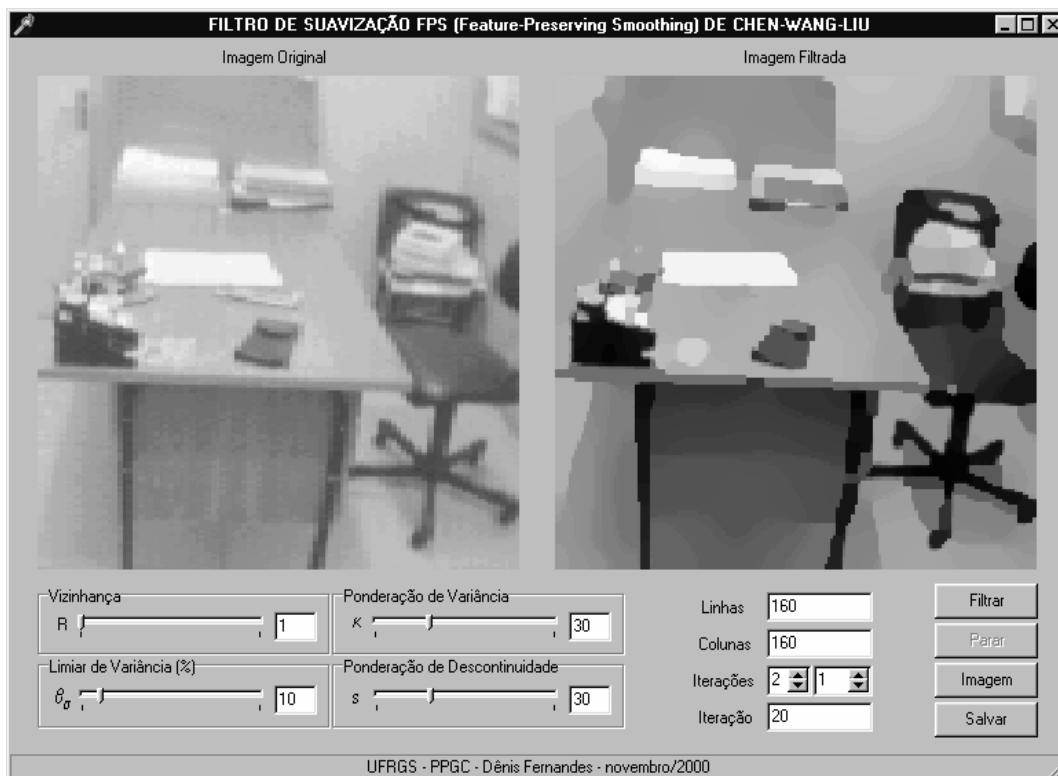 FILTRO DE SUAVIZAÇÃO FPS (Feature-Preserving Smoothing) DE CHEN-WANG-LIU
Imagem Original
Imagem Filtrada
Vizinhança
R 1
Ponderação de Variância
κ 30
Limiar de Variância (%)
θσ 10
Ponderação de Descontinuidade
s 30
Linhas 160
Colunas 160
Iterações 2 1
Iteração 20
Filtrar
Parar
Imagem
Salvar
UFRGS - PPGC - Dênis Fernandes - novembro/2000